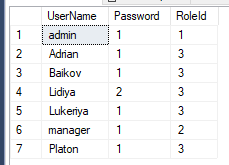 UserName Password RoleId
1 admin 1 1
2 Adrian 1 3
3 Baikov 1 3
4 Lidiya 2 3
5 Lukeriya 1 3
6 manager 1 2
7 Platon 1 3